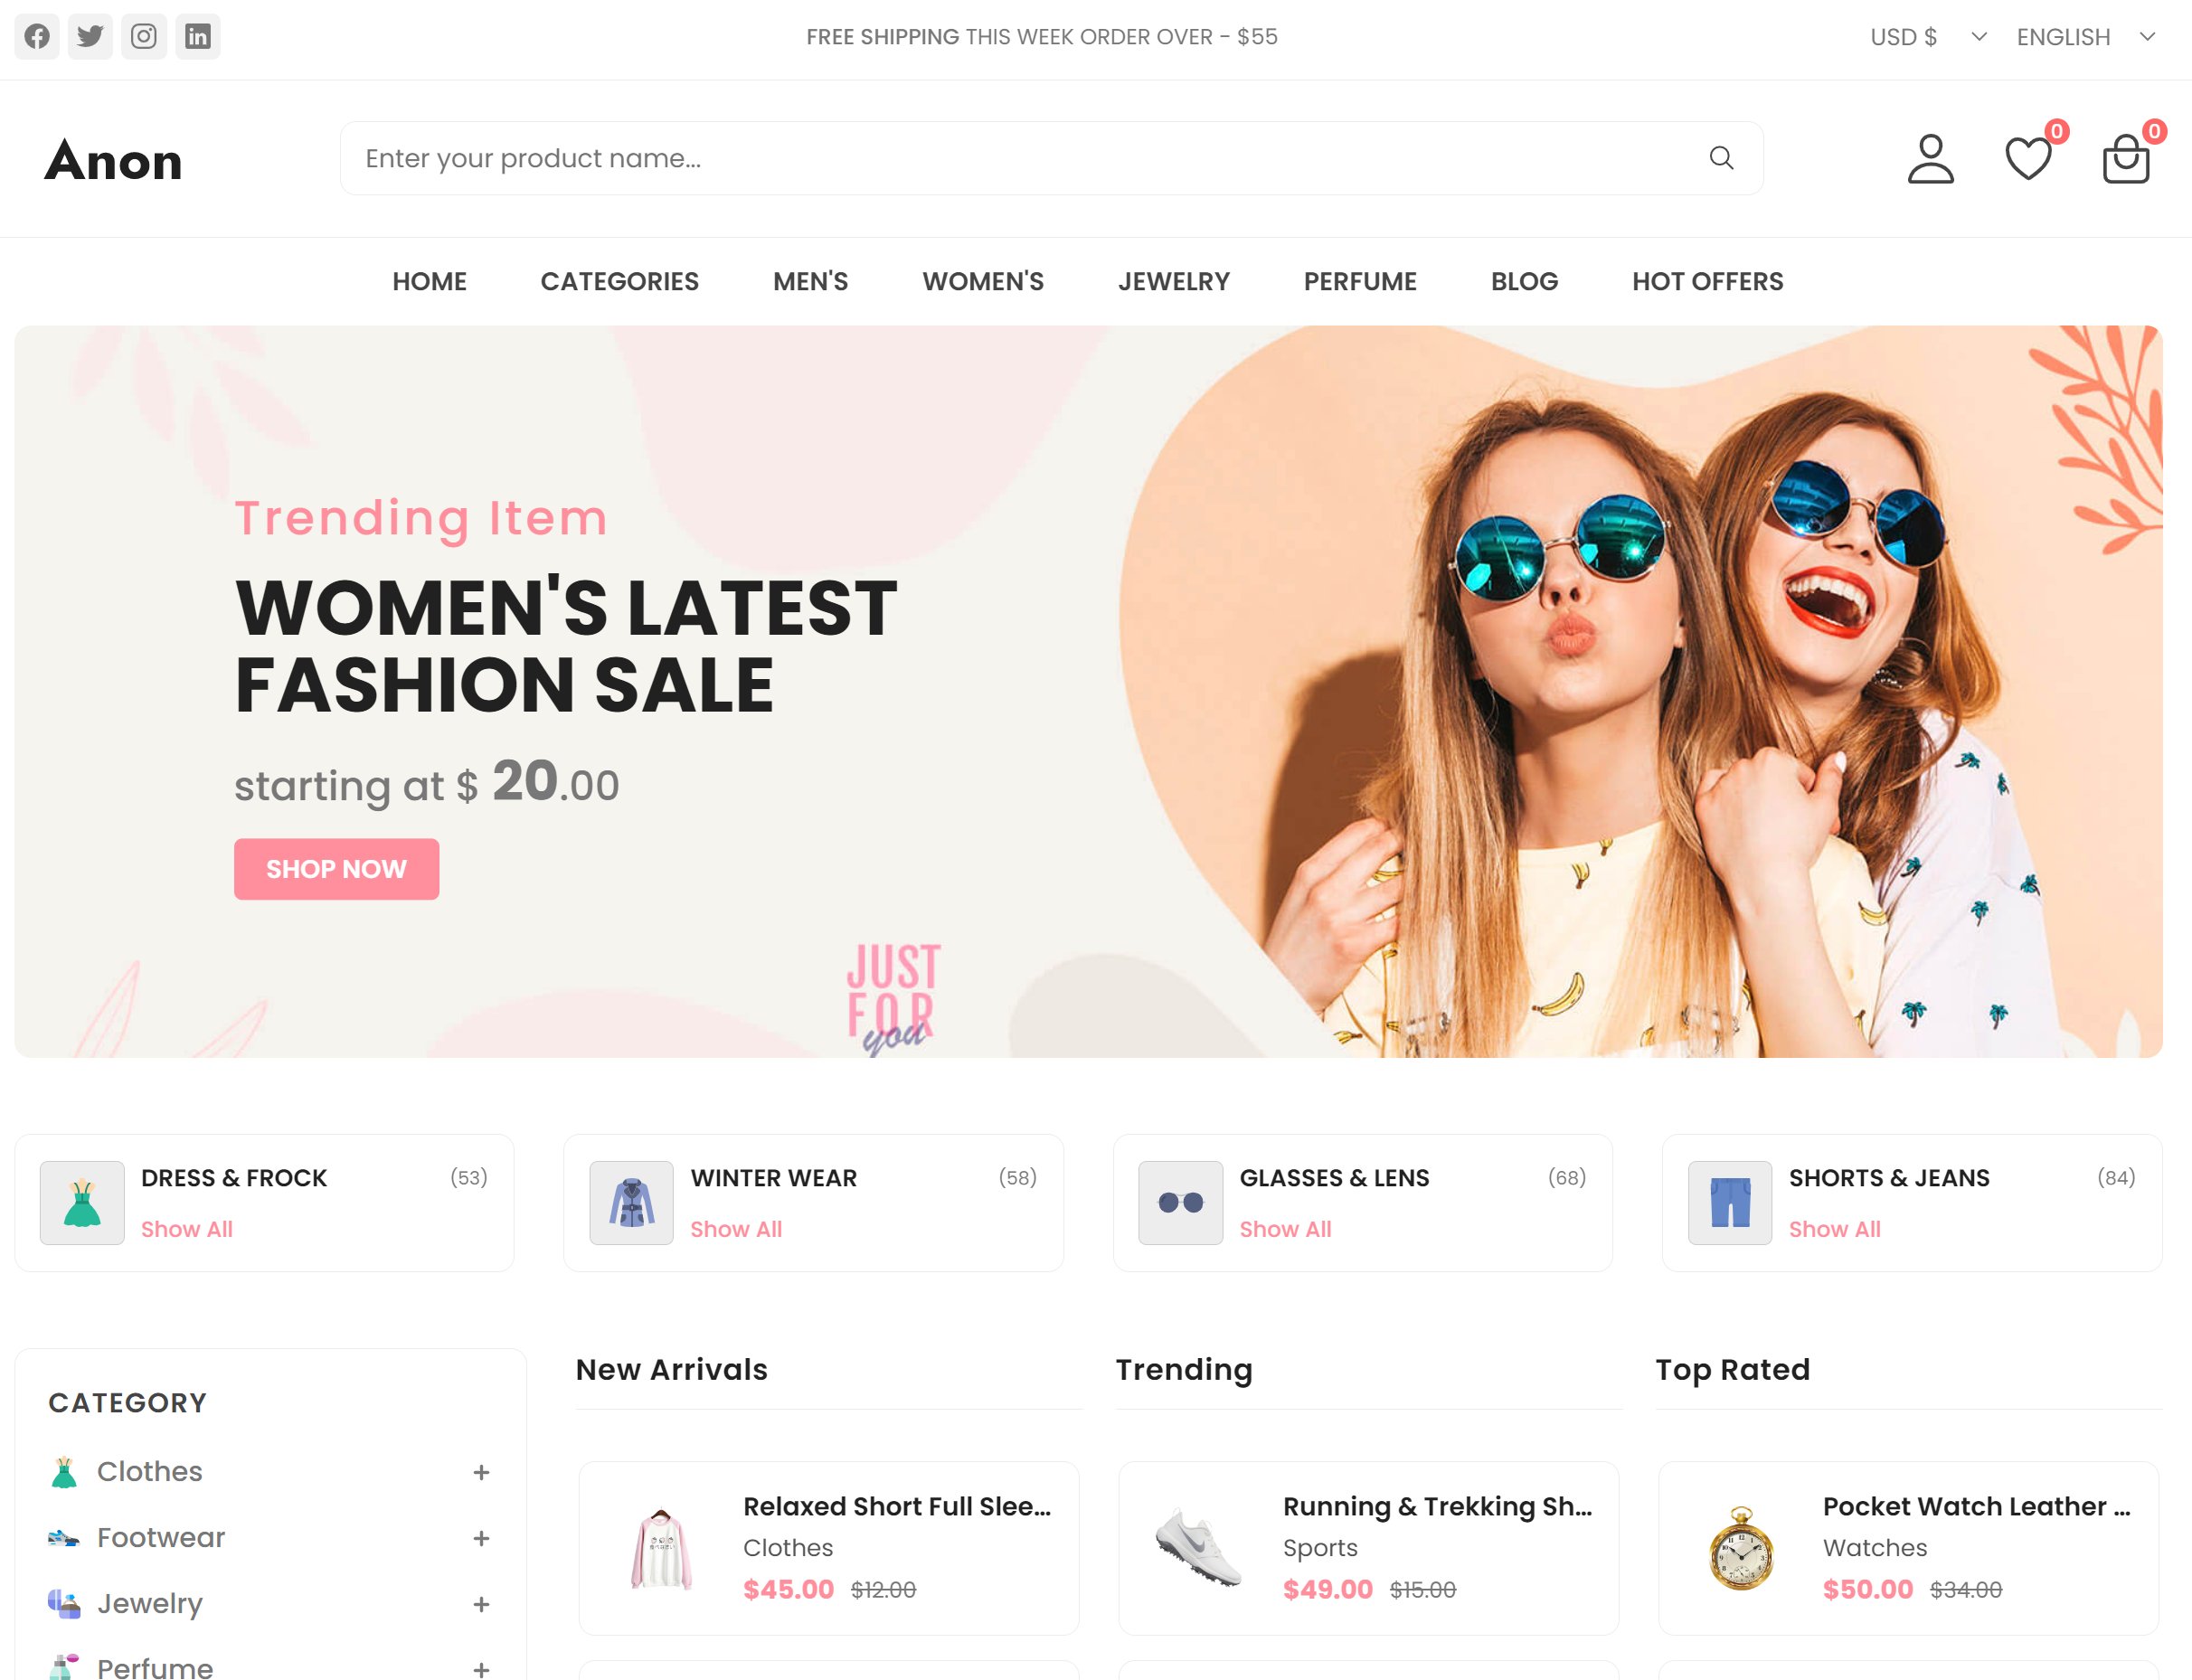 FREE SHIPPING THIS WEEK ORDER OVER - $55
USD $
ENGLISH
Anon
Enter your product name...
0
0
HOME
CATEGORIES
MEN'S
WOMEN'S
JEWELRY
PERFUME
BLOG
HOT OFFERS
Trending Item
WOMEN'S LATEST
FASHION SALE
starting at $ 20.00
SHOP NOW
JUST
FOR
you
DRESS & FROCK
(53)
Show All
WINTER WEAR
(58)
Show All
GLASSES & LENS
(68)
Show All
SHORTS & JEANS
(84)
Show All
CATEGORY
Clothes
+
Footwear
+
Jewelry
+
Perfume
+
New Arrivals
Relaxed Short Full Slee...
Clothes
$45.00 $12.00
Trending
Running & Trekking Sh...
Sports
$49.00 $15.00
Top Rated
Pocket Watch Leather ...
Watches
$50.00 $34.00